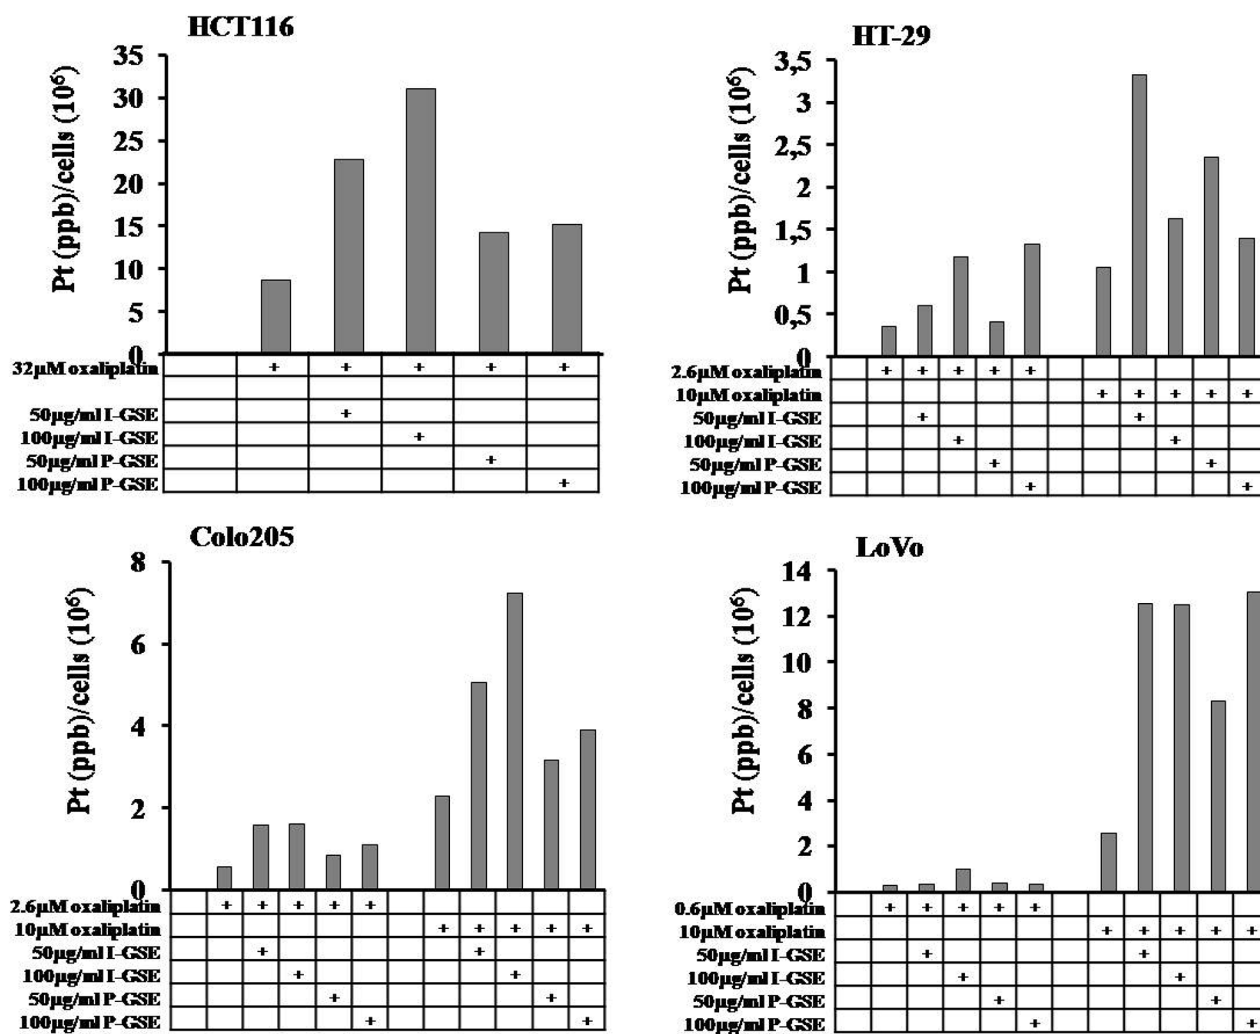 HCT116
Pt (ppb)/cells (10⁶)
35
30
25
20
15
10
5
0
32µM oxaliplatin + + + + +
50µg/ml I-GSE +
100µg/ml I-GSE +
50µg/ml P-GSE +
100µg/ml P-GSE +
HT-29
Pt (ppb)/cells (10⁶)
3,5
3
2,5
2
1,5
1
0,5
0
2.6µM oxaliplatin + + + + +
10µM oxaliplatin + + + + +
50µg/ml I-GSE + +
100µg/ml I-GSE + +
50µg/ml P-GSE + +
100µg/ml P-GSE + +
Colo205
Pt (ppb)/cells (10⁶)
8
6
4
2
0
2.6µM oxaliplatin + + + + +
10µM oxaliplatin + + + + +
50µg/ml I-GSE + +
100µg/ml I-GSE + +
50µg/ml P-GSE + +
100µg/ml P-GSE + +
LoVo
Pt (ppb)/cells (10⁶)
14
12
10
8
6
4
2
0
0.6µM oxaliplatin + + + + +
10µM oxaliplatin + + + + +
50µg/ml I-GSE + +
100µg/ml I-GSE + +
50µg/ml P-GSE + +
100µg/ml P-GSE + +